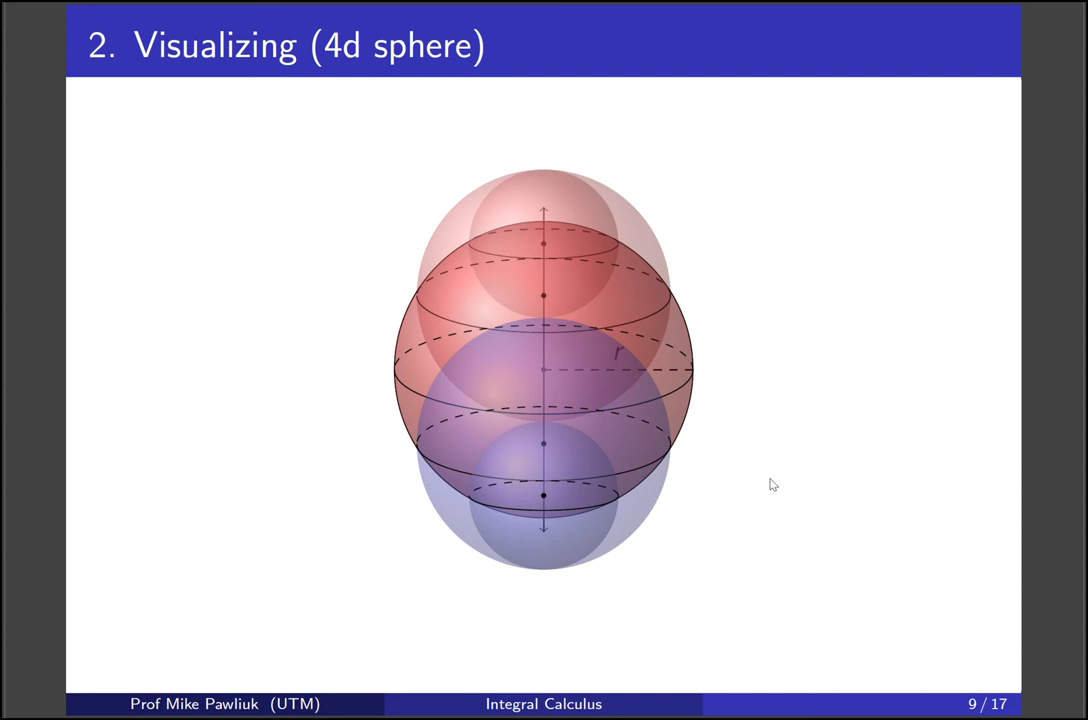 2. Visualizing (4d sphere)
r
Prof Mike Pawliuk (UTM)
Integral Calculus
9 / 17